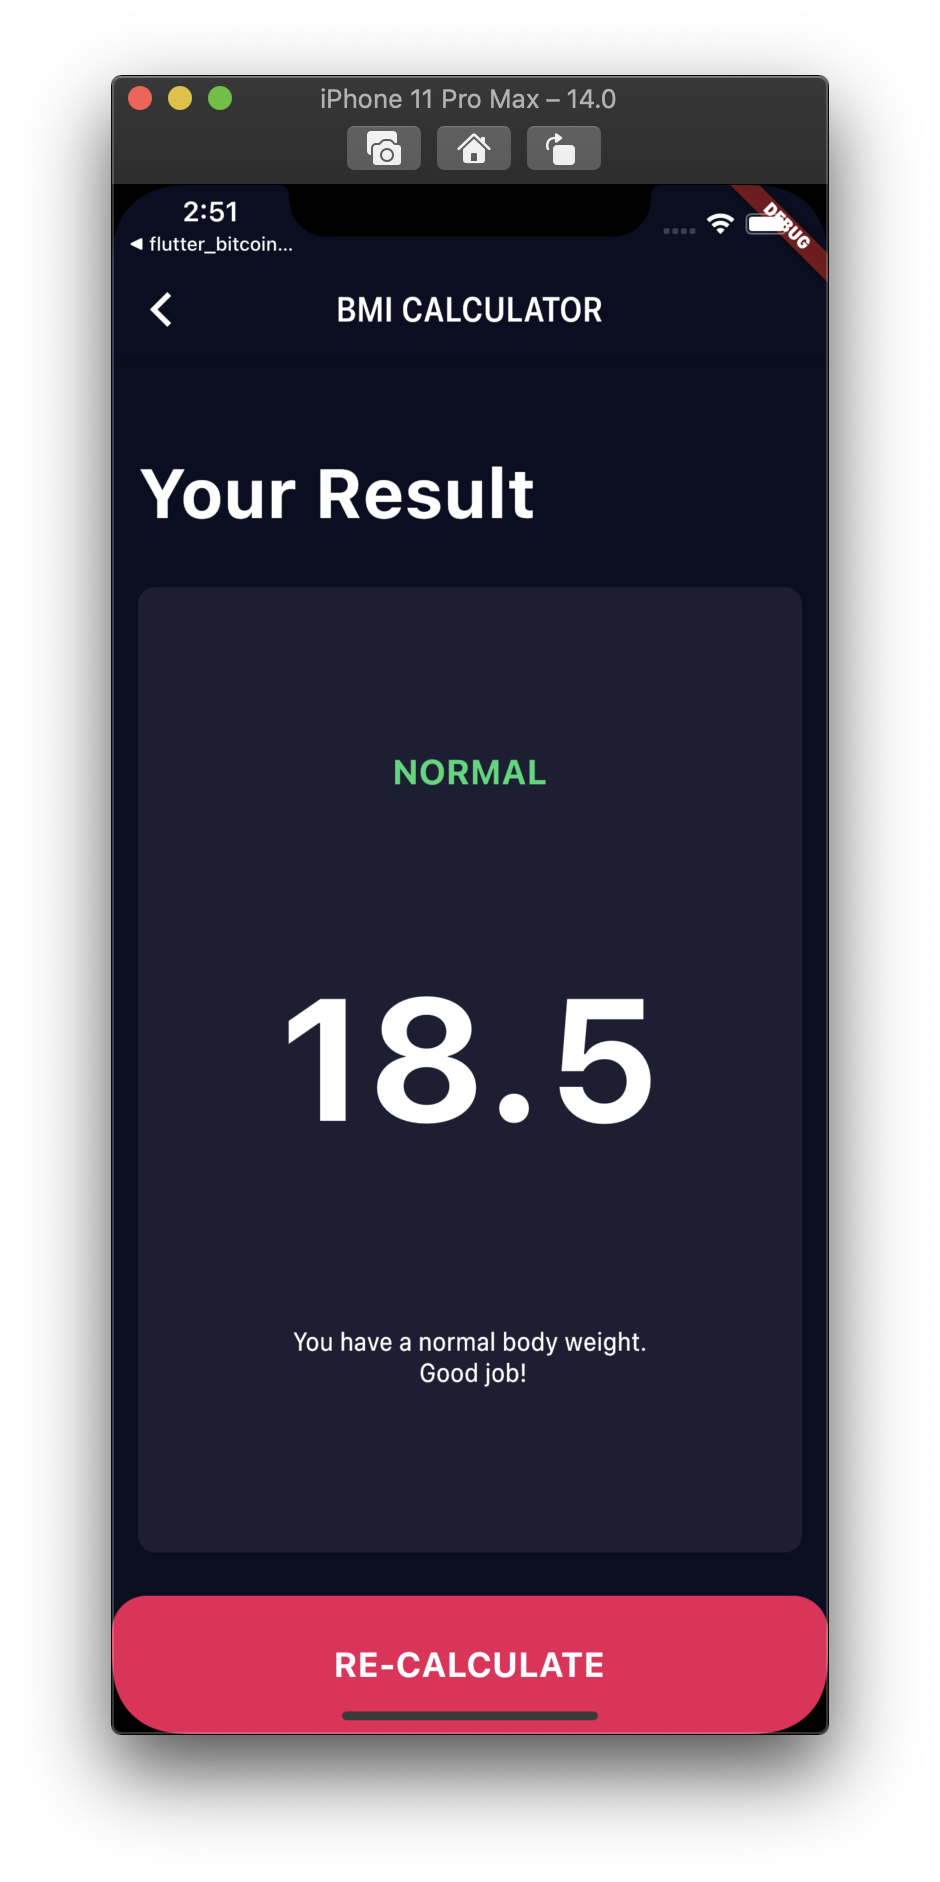 iPhone 11 Pro Max – 14.0
2:51
DEBUG
◀ flutter_bitcoin...
BMI CALCULATOR
Your Result
NORMAL
18.5
You have a normal body weight.
Good job!
RE-CALCULATE